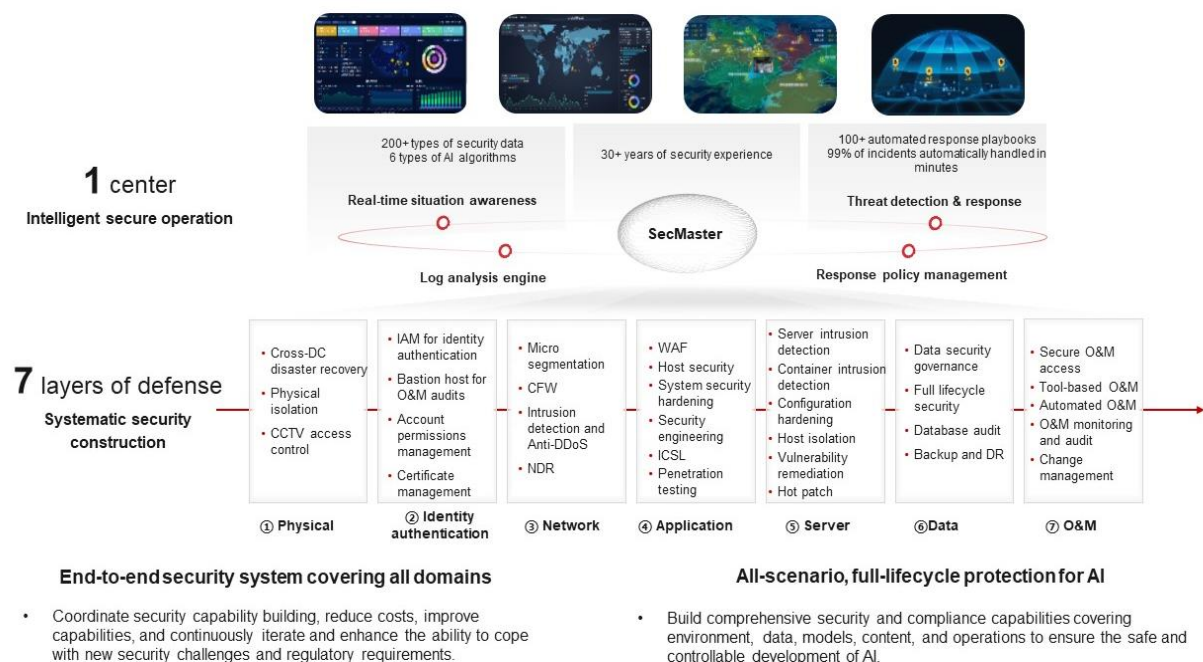 200+ types of security data
6 types of AI algorithms
30+ years of security experience
100+ automated response playbooks
99% of incidents automatically handled in
minutes
1 center
Intelligent secure operation
Real-time situation awareness
Threat detection & response
SecMaster
Log analysis engine
Response policy management
7 layers of defense
Systematic security
construction
• Cross-DC
disaster recovery
• Physical
isolation
• CCTV access
control
① Physical
• IAM for identity
authentication
• Bastion host for
O&M audits
• Account
permissions
management
• Certificate
management
② Identity
authentication
• Micro
segmentation
• CFW
• Intrusion
detection and
Anti-DDoS
• NDR
③ Network
• WAF
• Host security
• System security
hardening
• Security
engineering
• ICSL
• Penetration
testing
④ Application
• Server intrusion
detection
• Container intrusion
detection
• Configuration
hardening
• Host isolation
• Vulnerability
remediation
• Hot patch
⑤ Server
• Data security
governance
• Full lifecycle
security
• Database audit
• Backup and DR
⑥Data
• Secure O&M
access
• Tool-based O&M
• Automated O&M
• O&M monitoring
and audit
• Change
management
⑦ O&M
End-to-end security system covering all domains
• Coordinate security capability building, reduce costs, improve
capabilities, and continuously iterate and enhance the ability to cope
with new security challenges and regulatory requirements.
All-scenario, full-lifecycle protection for AI
• Build comprehensive security and compliance capabilities covering
environment, data, models, content, and operations to ensure the safe and
controllable development of AI.